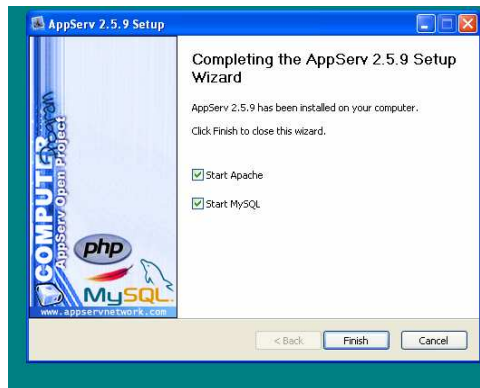 AppServ 2.5.9 Setup
Completing the AppServ 2.5.9 Setup
Wizard
AppServ 2.5.9 has been installed on your computer.
Click Finish to close this wizard.
Start Apache
Start MySQL
COMPUTER
Program
AppServ Open Project
php
MySQL
www.appservnetwork.com
< Back
Finish
Cancel